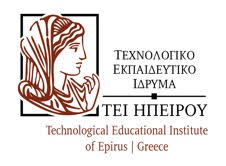 ΤΕΧΝΟΛΟΓΙΚΟ
ΕΚΠΑΙΔΕΥΤΙΚΟ
ΙΔΡΥΜΑ
ΤΕΙ ΗΠΕΙΡΟΥ
Technological Educational Institute
of Epirus | Greece